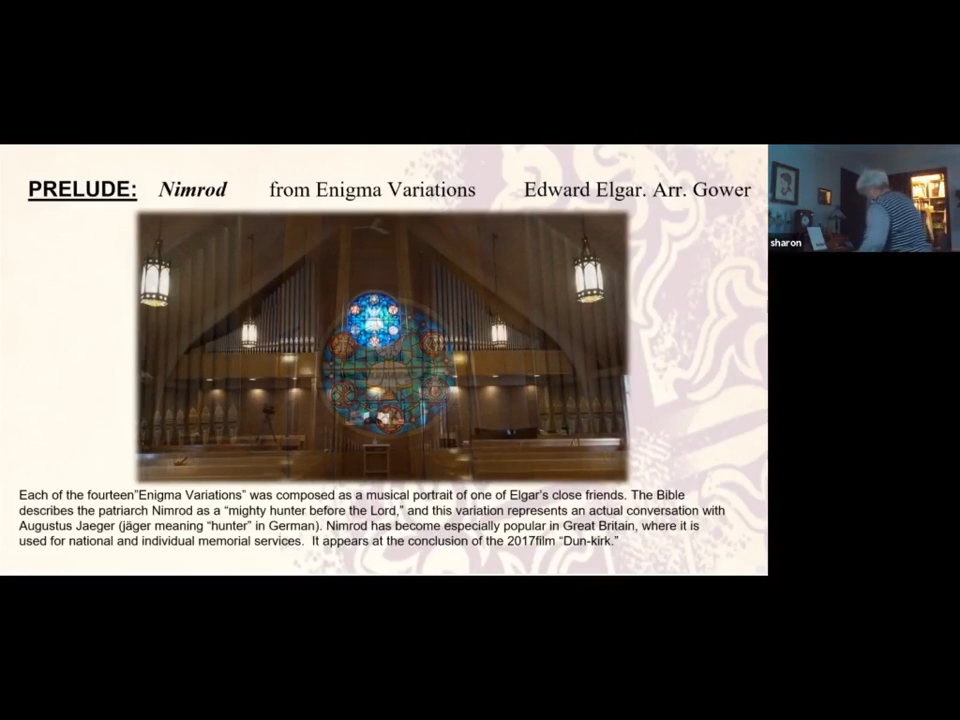 PRELUDE: Nimrod from Enigma Variations Edward Elgar. Arr. Gower
sharon
Each of the fourteen”Enigma Variations” was composed as a musical portrait of one of Elgar’s close friends. The Bible
describes the patriarch Nimrod as a “mighty hunter before the Lord,” and this variation represents an actual conversation with
Augustus Jaeger (jäger meaning “hunter” in German). Nimrod has become especially popular in Great Britain, where it is
used for national and individual memorial services. It appears at the conclusion of the 2017film “Dun-kirk.”